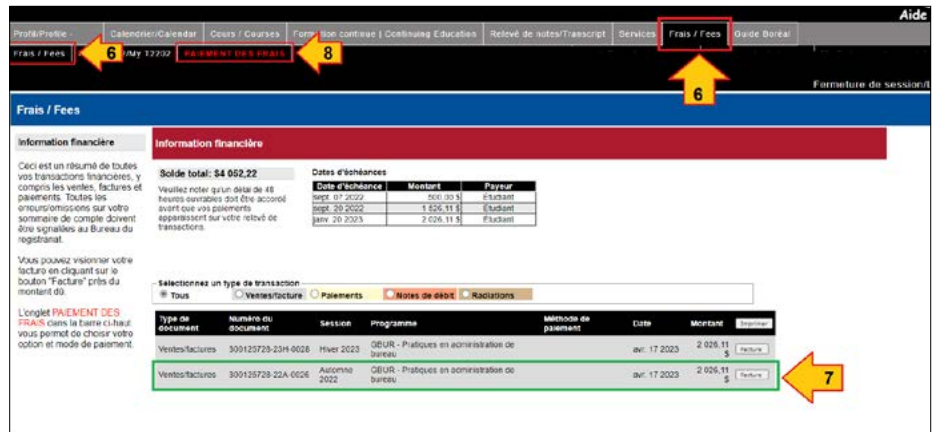 Aide
Profil/Profile - Calendrier/Calendar Cours / Courses Formation continue | Continuing Education Relevé de notes/Transcript Services Frais / Fees Guide Boréal
Frais / Fees 6 /My T2202 PAIEMENT DES FRAIS 8
6
Fermeture de session/
Frais / Fees
Information financière
Ceci est un résumé de toutes
vos transactions financières, y
compris les ventes, factures et
paiements. Toutes les
erreurs/omissions sur votre
sommaire de compte doivent
être signalées au Bureau du
registrariat.
Vous pouvez visionner votre
facture en cliquant sur le
bouton "Facture" près du
montant dû.
L'onglet PAIEMENT DES
FRAIS dans la barre ci-haut
vous permet de choisir votre
option et mode de paiement.
Information financière
Solde total: $4 052,22
Veuillez noter qu'un délai de 48
heures ouvrables doit être accordé
avant que vos paiements
apparaissent sur votre relevé de
transactions.
Dates d'échéances
Date d'échéance Montant Payeur
sept. 07 2022 500,00 $ Étudiant
sept. 20 2022 1 526,11 $ Étudiant
janv. 20 2023 2 026,11 $ Étudiant
Sélectionnez un type de transaction
Tous Ventes/facture Paiements Notes de débit Radiations
Type de document Numéro du document Session Programme Méthode de paiement Date Montant Imprimer
Ventes/factures 300125728-23H-0028 Hiver 2023 OBUR - Pratiques en administration de bureau avr. 17 2023 2 026,11 $ Facture
Ventes/factures 300125728-22A-0026 Automne 2022 OBUR - Pratiques en administration de bureau avr. 17 2023 2 026,11 $ Facture
7